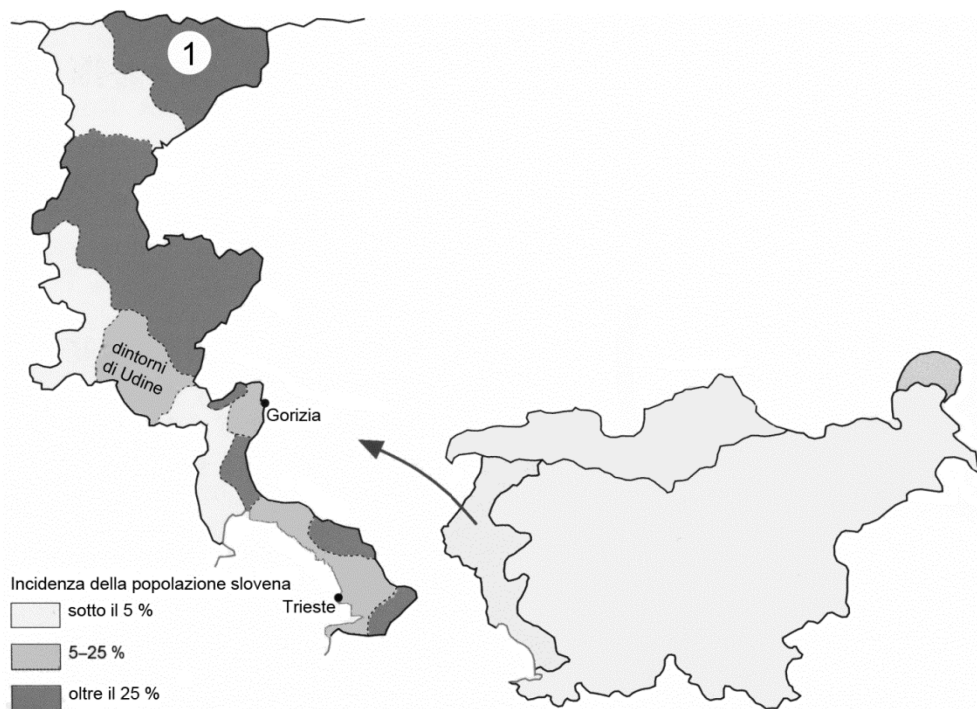 1
dintorni
di Udine
Gorizia
Trieste
Incidenza della popolazione slovena
sotto il 5 %
5–25 %
oltre il 25 %